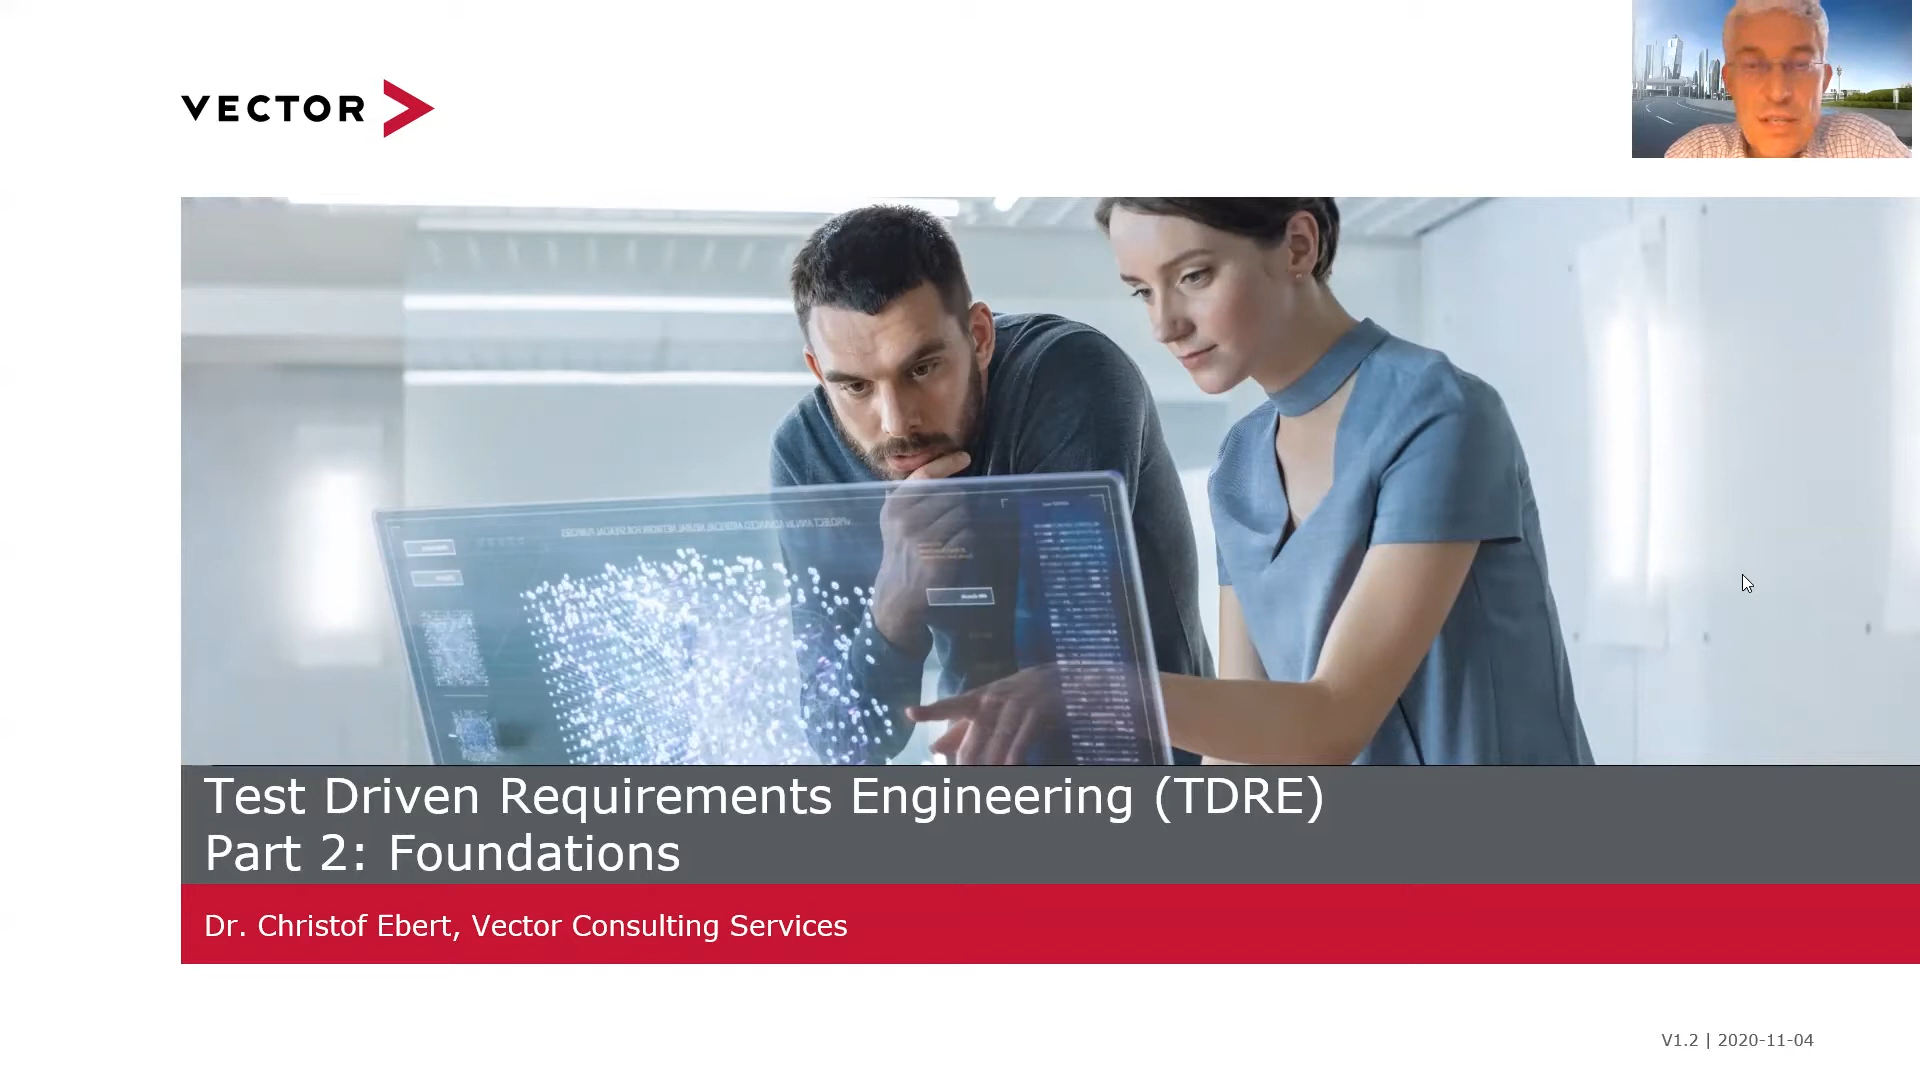 VECTOR
Test Driven Requirements Engineering (TDRE)
Part 2: Foundations
Dr. Christof Ebert, Vector Consulting Services
V1.2 | 2020-11-04